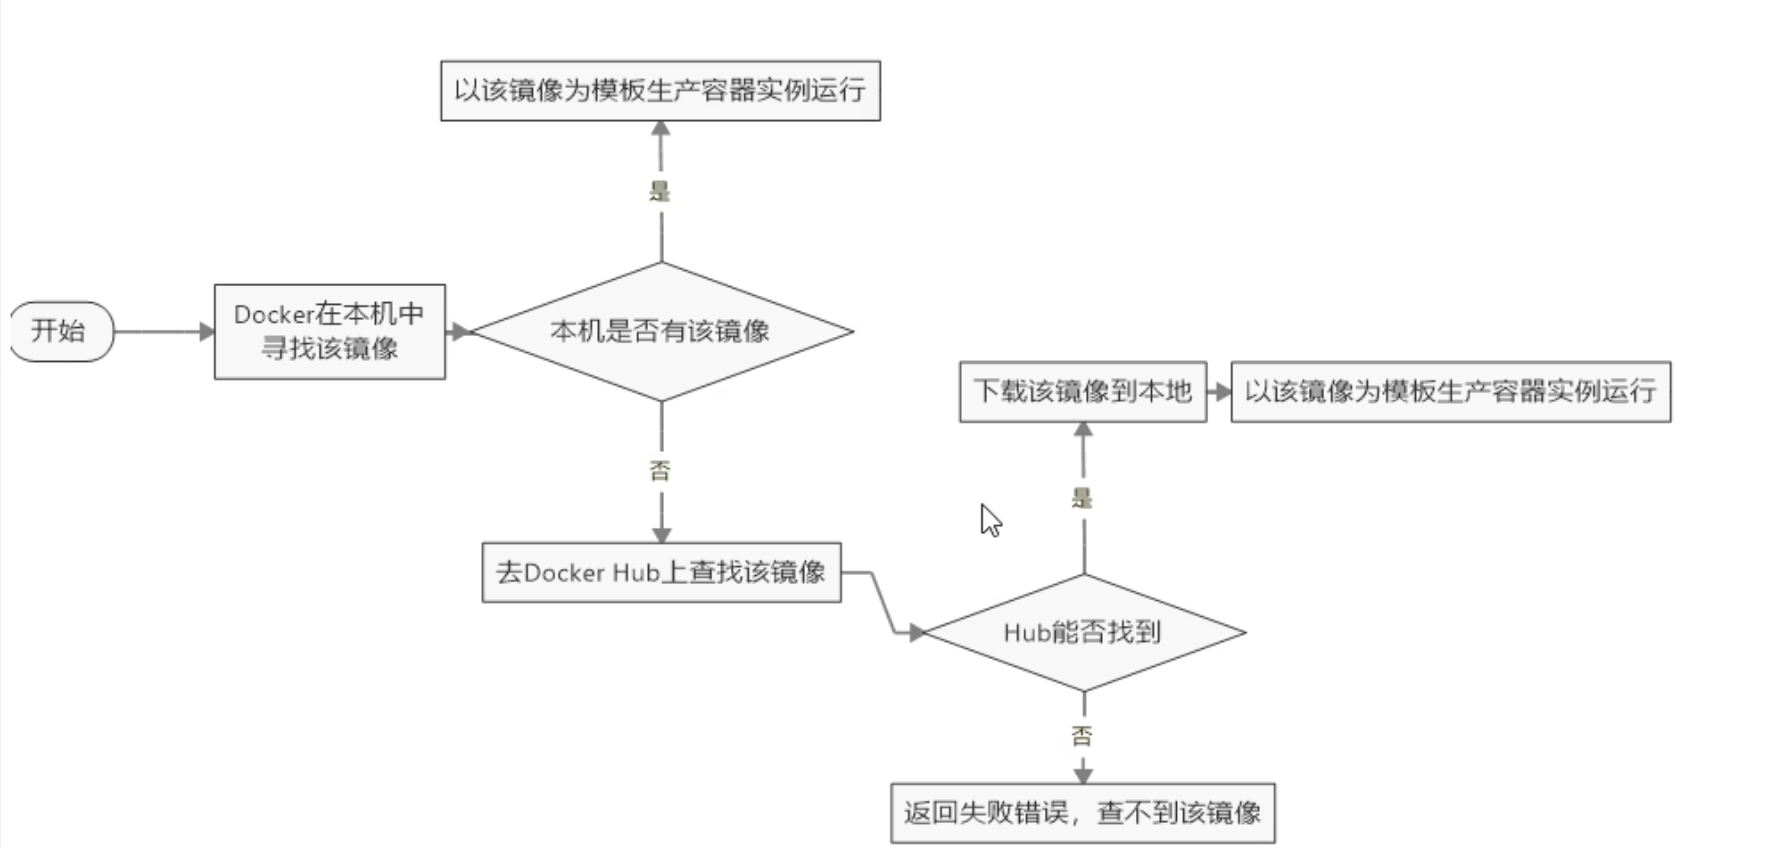 以该镜像为模板生产容器实例运行
是
开始
Docker在本机中
寻找该镜像
本机是否有该镜像
否
去Docker Hub上查找该镜像
下载该镜像到本地
以该镜像为模板生产容器实例运行
是
Hub能否找到
否
返回失败错误，查不到该镜像